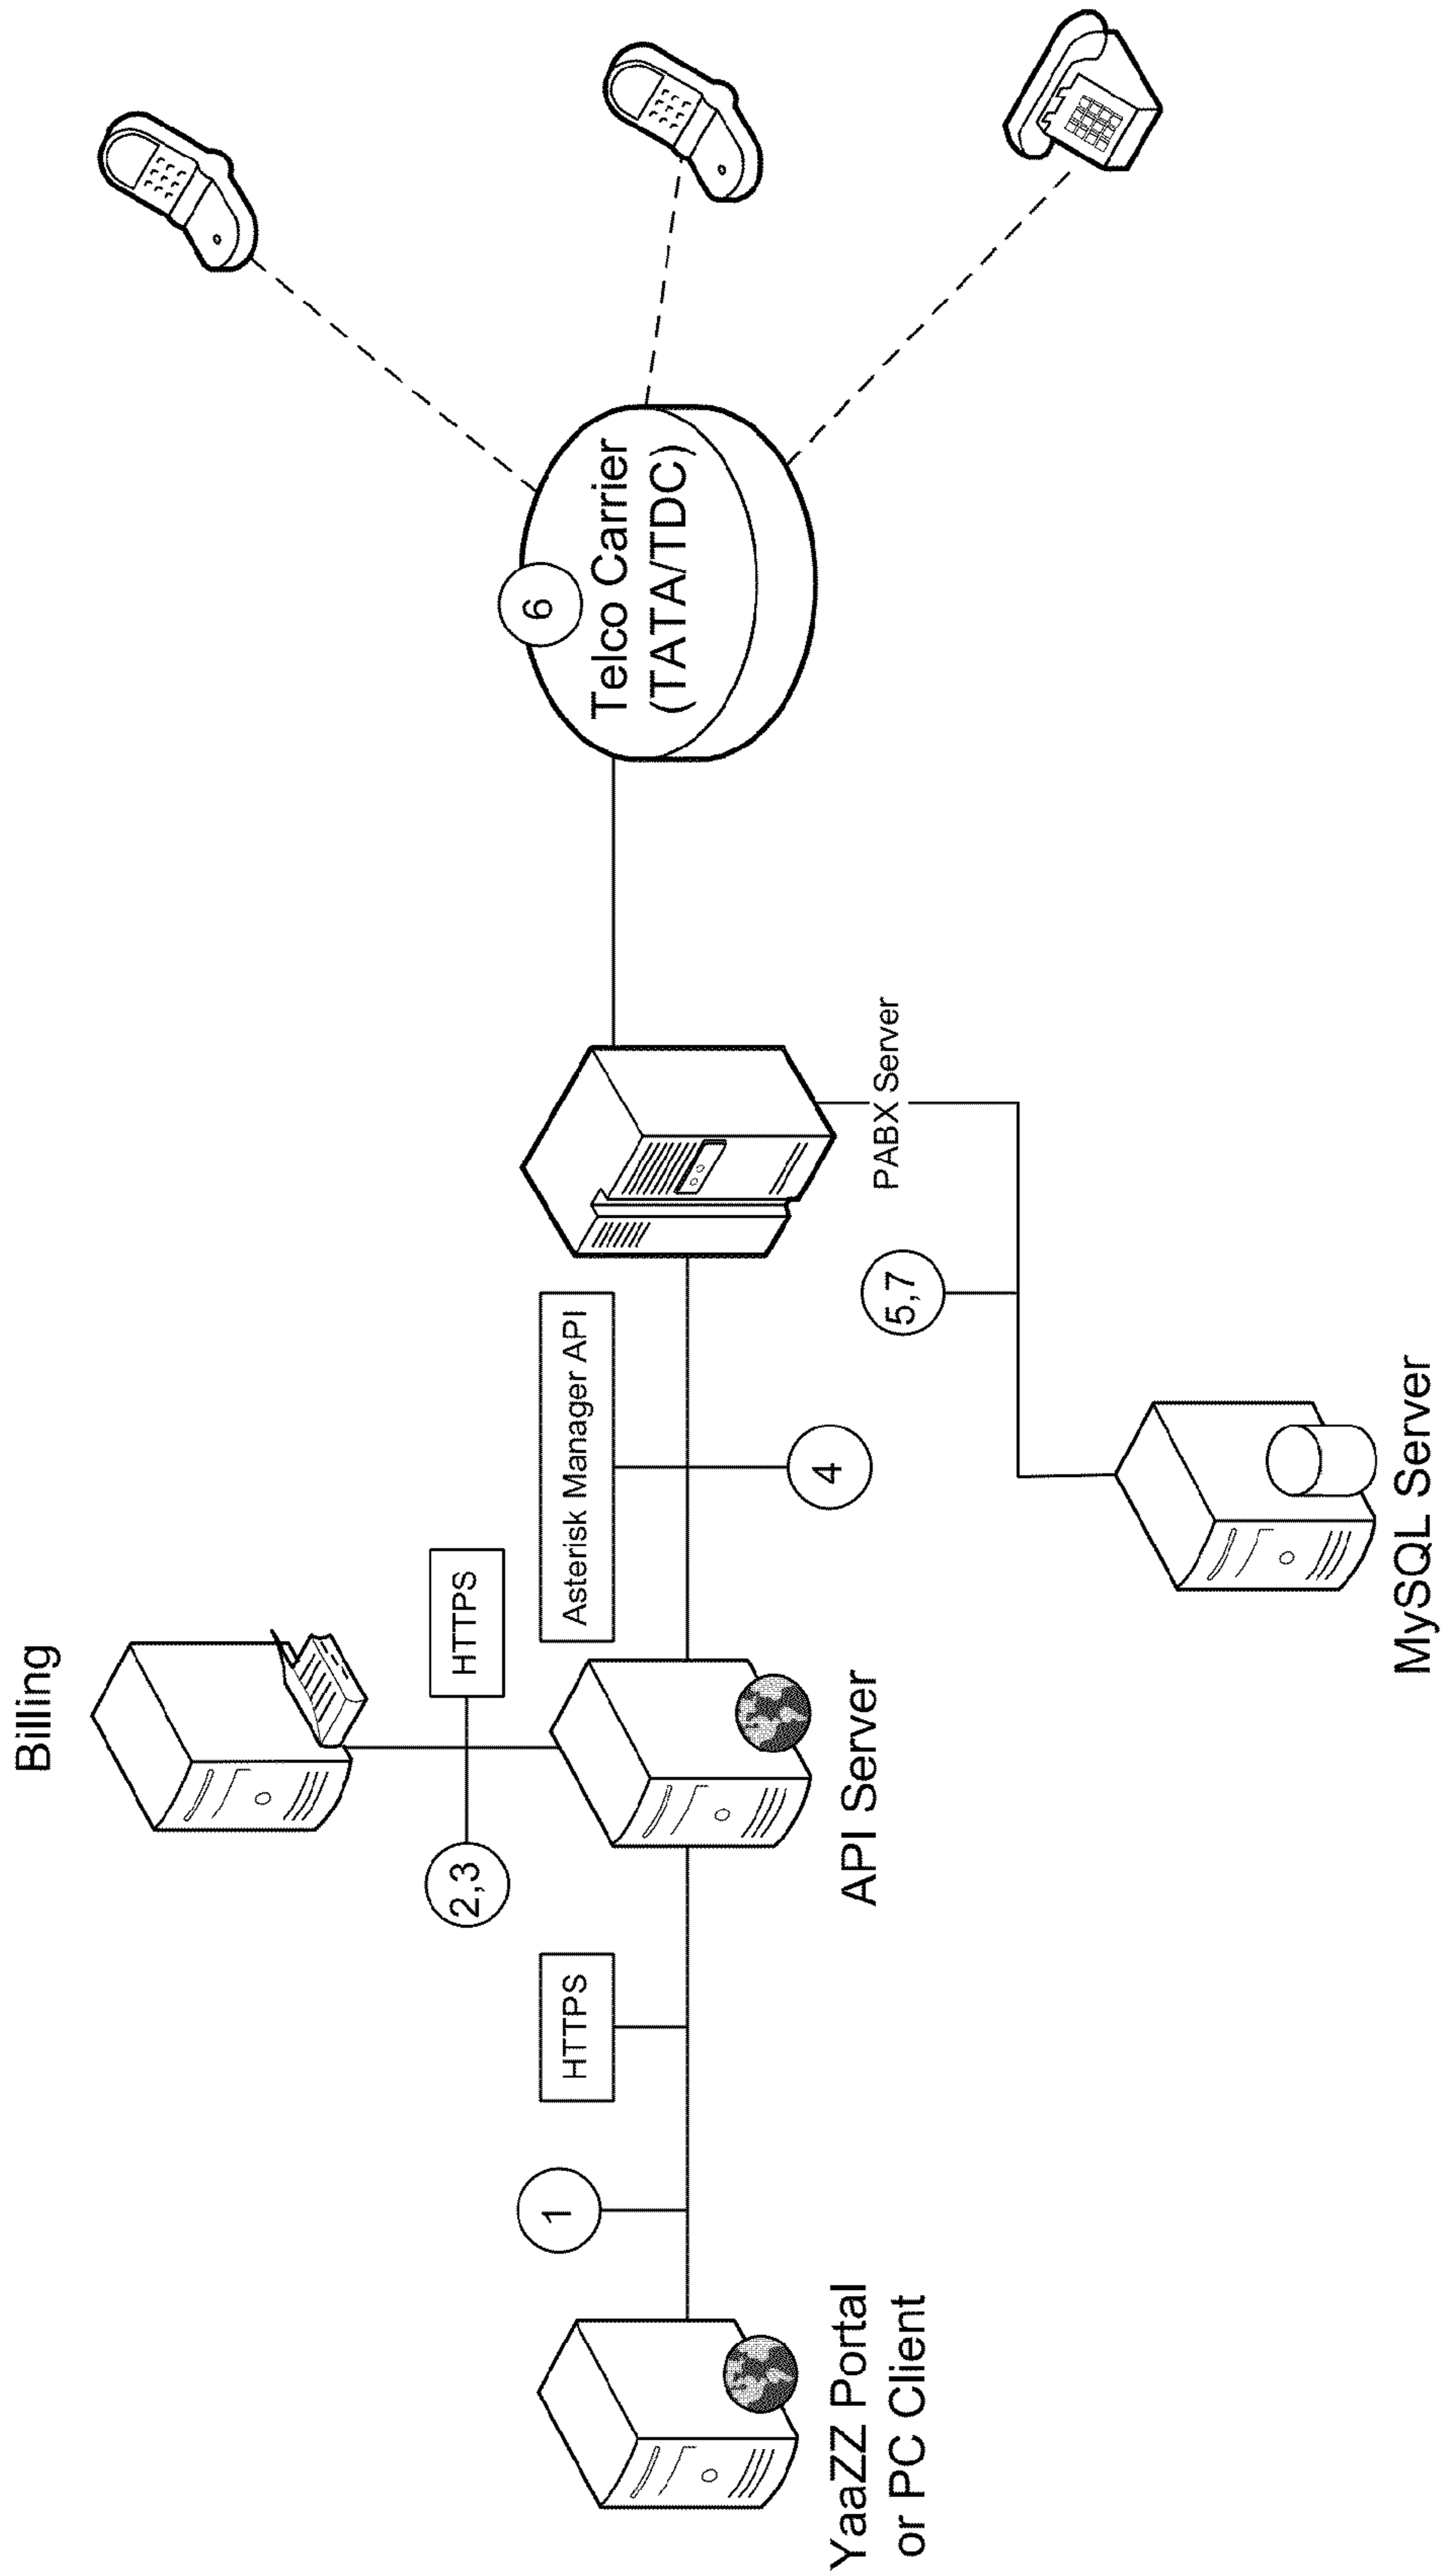 Billing
2,3
HTTPS
YaaZZ Portal
or PC Client
1
HTTPS
API Server
Asterisk Manager API
4
PABX Server
5,7
MySQL Server
6
Telco Carrier
(TATA/TDC)